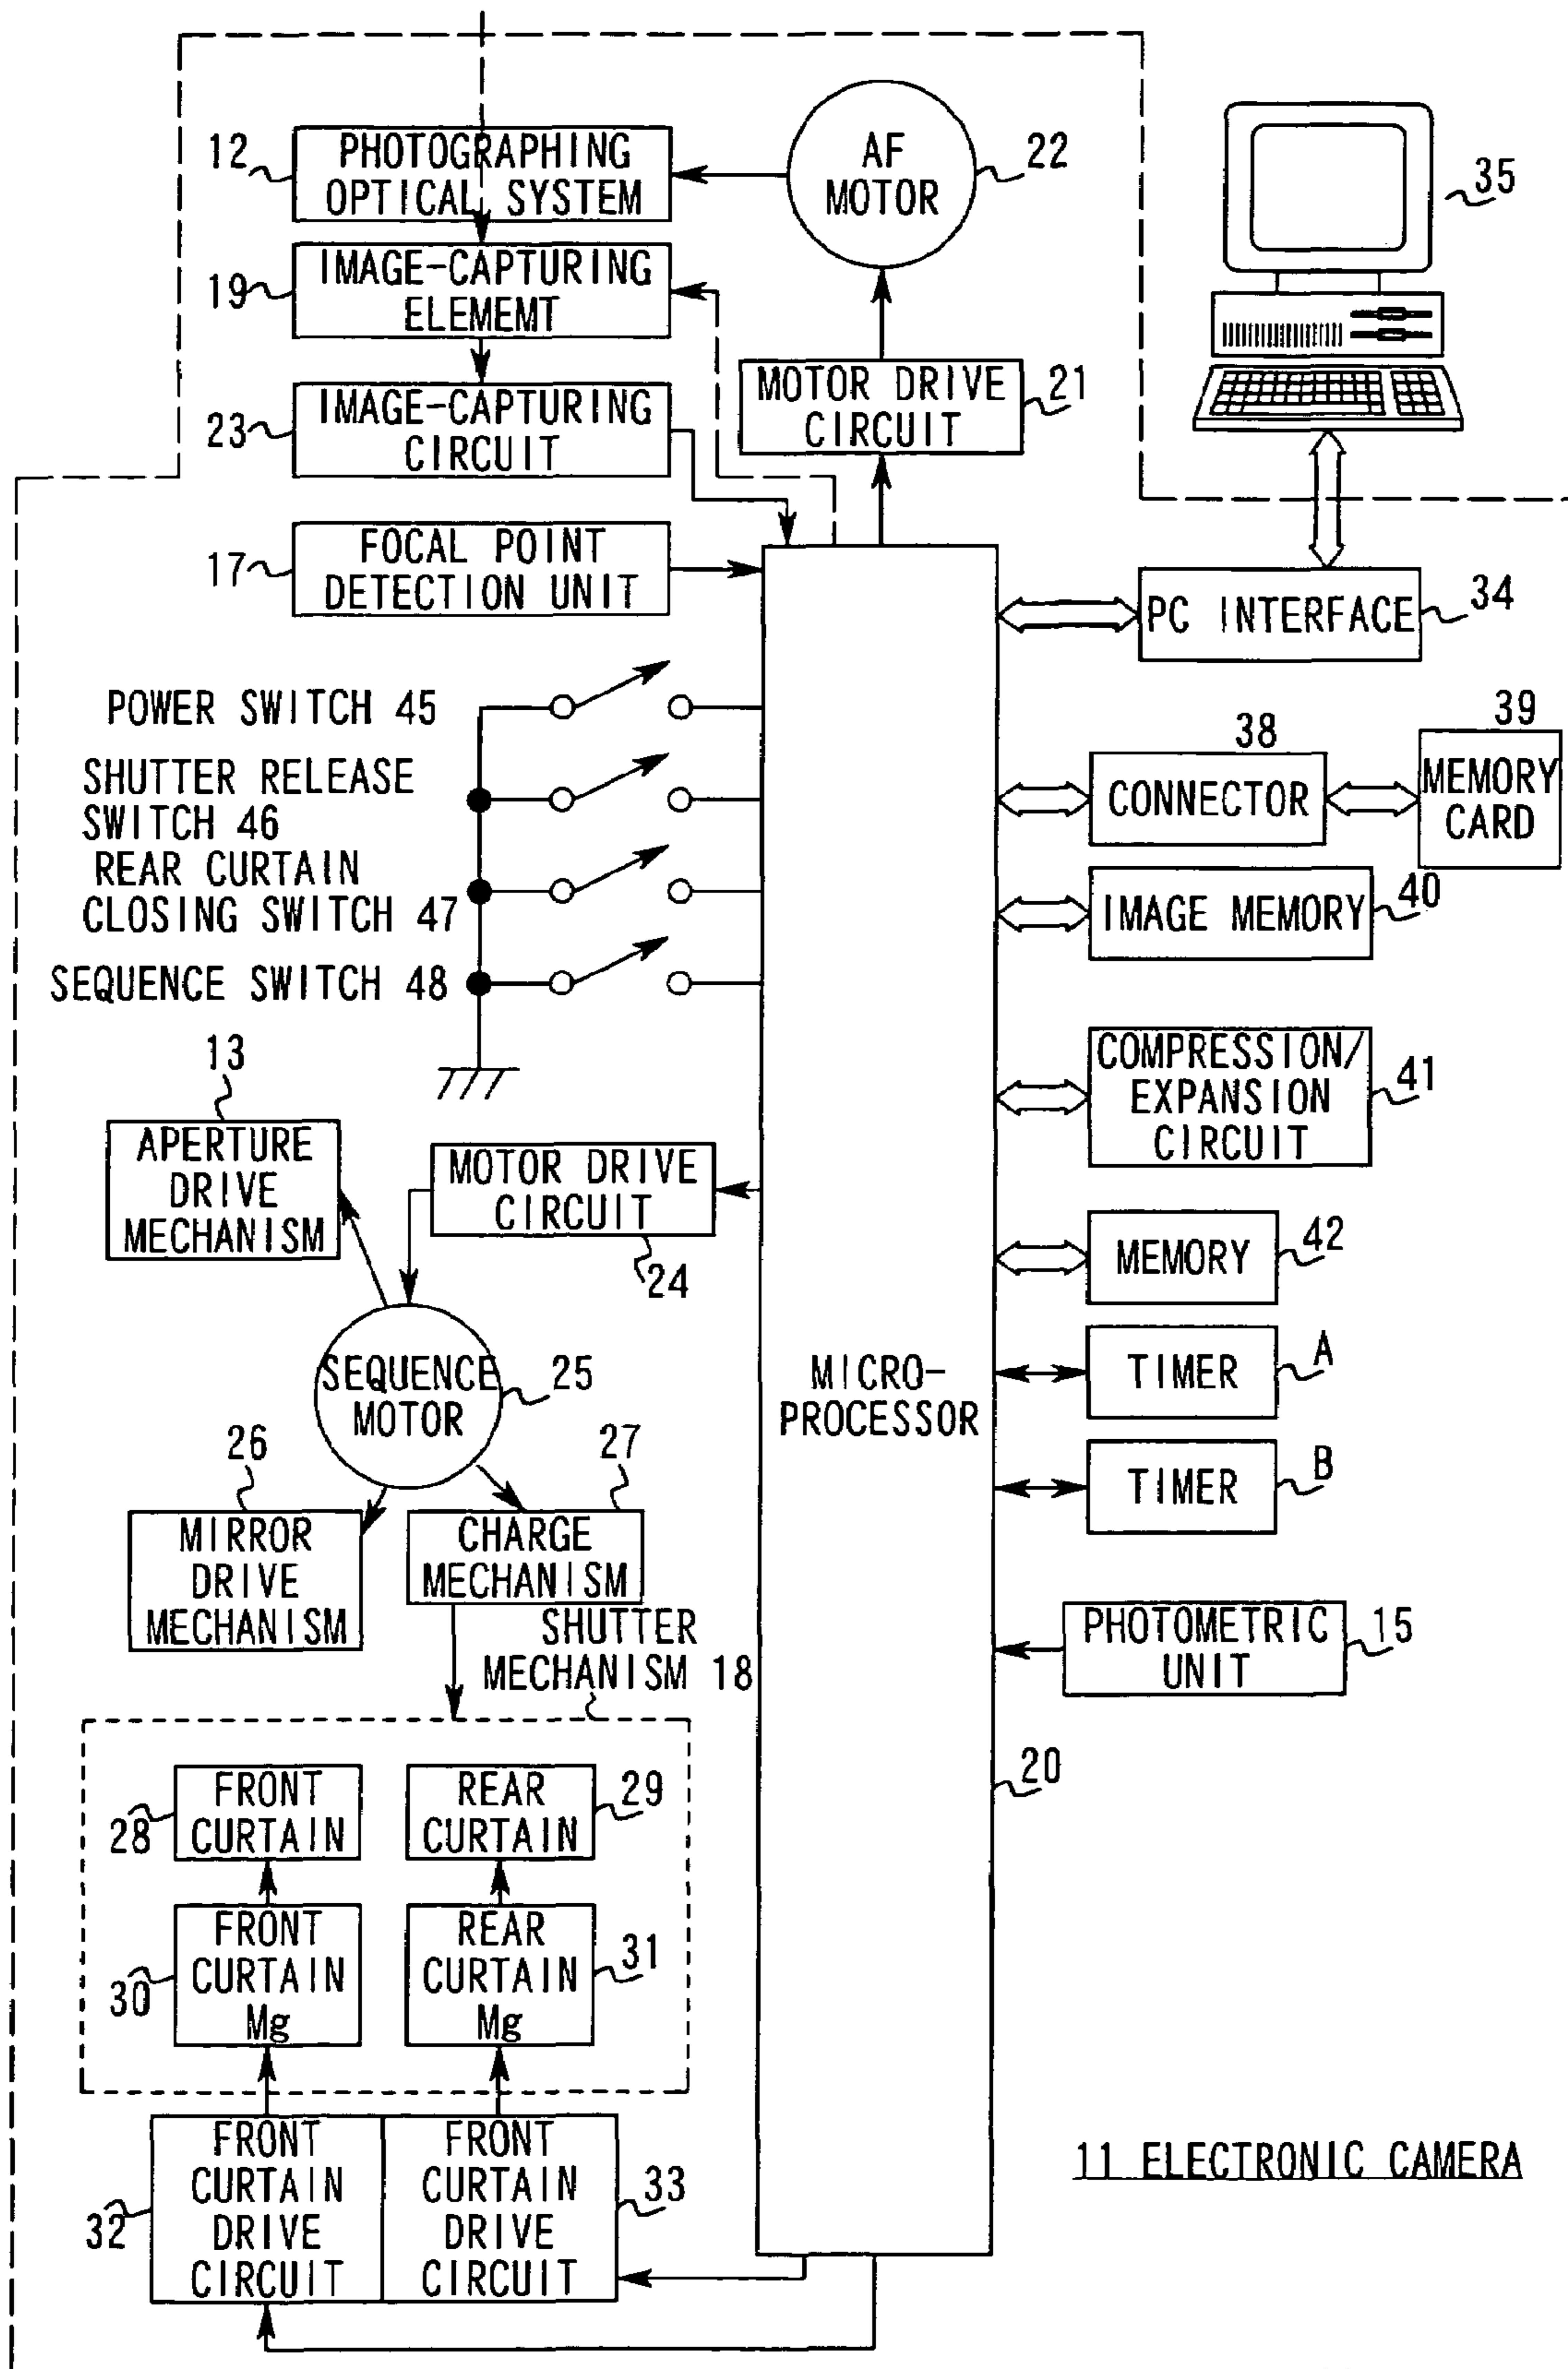 12
PHOTOGRAPHING
OPTICAL SYSTEM
AF
MOTOR
22
35
19
IMAGE-CAPTURING
ELEMEMT
23
IMAGE-CAPTURING
CIRCUIT
MOTOR DRIVE
CIRCUIT
21
17
FOCAL POINT
DETECTION UNIT
PC INTERFACE
34
POWER SWITCH 45
SHUTTER RELEASE
SWITCH 46
REAR CURTAIN
CLOSING SWITCH 47
SEQUENCE SWITCH 48
38
CONNECTOR
39
MEMORY
CARD
IMAGE MEMORY
40
COMPRESSION/
EXPANSION
CIRCUIT
41
13
APERTURE
DRIVE
MECHANISM
MOTOR DRIVE
CIRCUIT
24
MEMORY
42
SEQUENCE
MOTOR
25
MICRO-
PROCESSOR
TIMER
A
TIMER
B
26
MIRROR
DRIVE
MECHANISM
27
CHARGE
MECHANISM
SHUTTER
MECHANISM 18
PHOTOMETRIC
UNIT
15
20
28
FRONT
CURTAIN
REAR
CURTAIN
29
30
FRONT
CURTAIN
Mg
REAR
CURTAIN
Mg
31
32
FRONT
CURTAIN
DRIVE
CIRCUIT
FRONT
CURTAIN
DRIVE
CIRCUIT
33
11 ELECTRONIC CAMERA